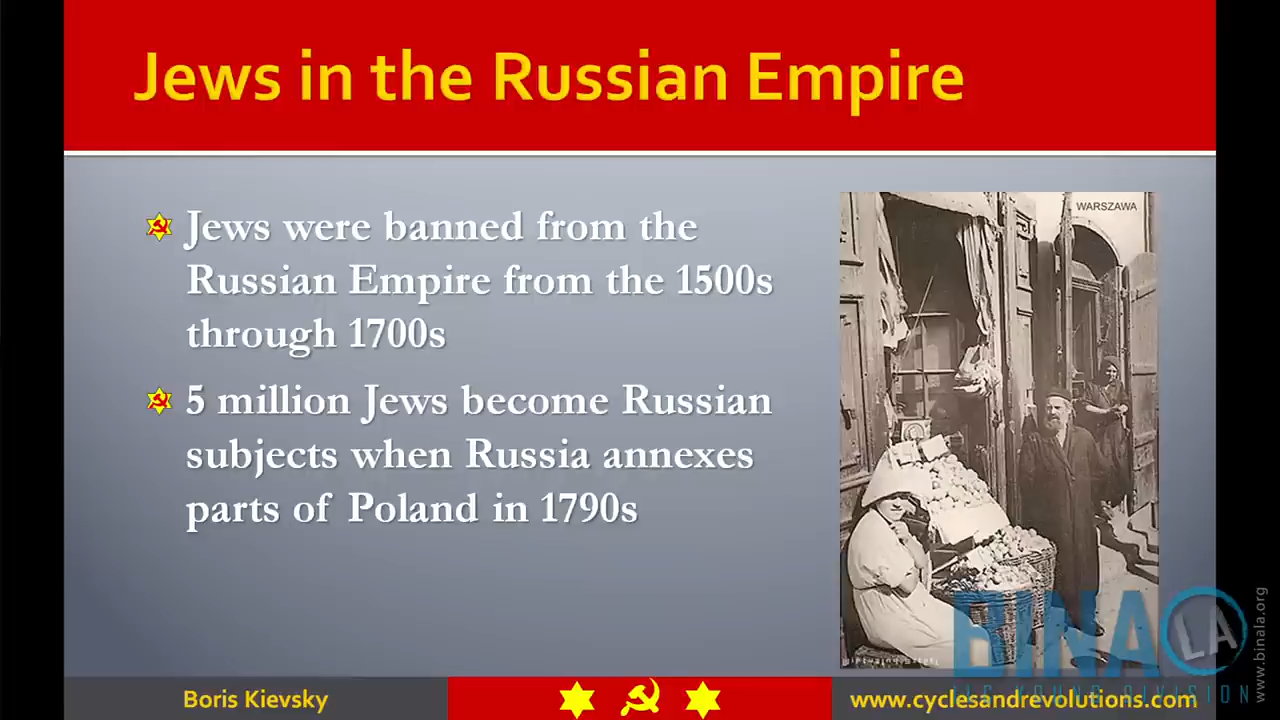 Jews in the Russian Empire
Jews were banned from the
Russian Empire from the 1500s
through 1700s
5 million Jews become Russian
subjects when Russia annexes
parts of Poland in 1790s
WARSZAWA
BINA
LA
www.binala.org
Boris Kievsky
www.cyclesandrevolutions.com